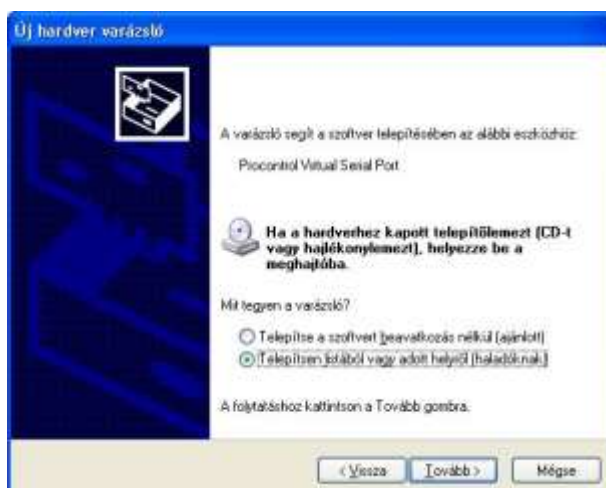 Új hardver varázsló
A varázsló segít a szoftver telepítésében az alábbi eszközhöz:
Procontrol Virtual Serial Port
Ha a hardverhez kapott telepítőlemezt (CD-t
vagy hajlékonylemezt), helyezze be a
meghajtóba.
Mit tegyen a varázsló?
Telepítse a szoftvert beavatkozás nélkül (ajánlott)
Telepítsen listából vagy adott helyről (haladóknak)
A folytatáshoz kattintson a Tovább gombra.
< Vissza Tovább > Mégse